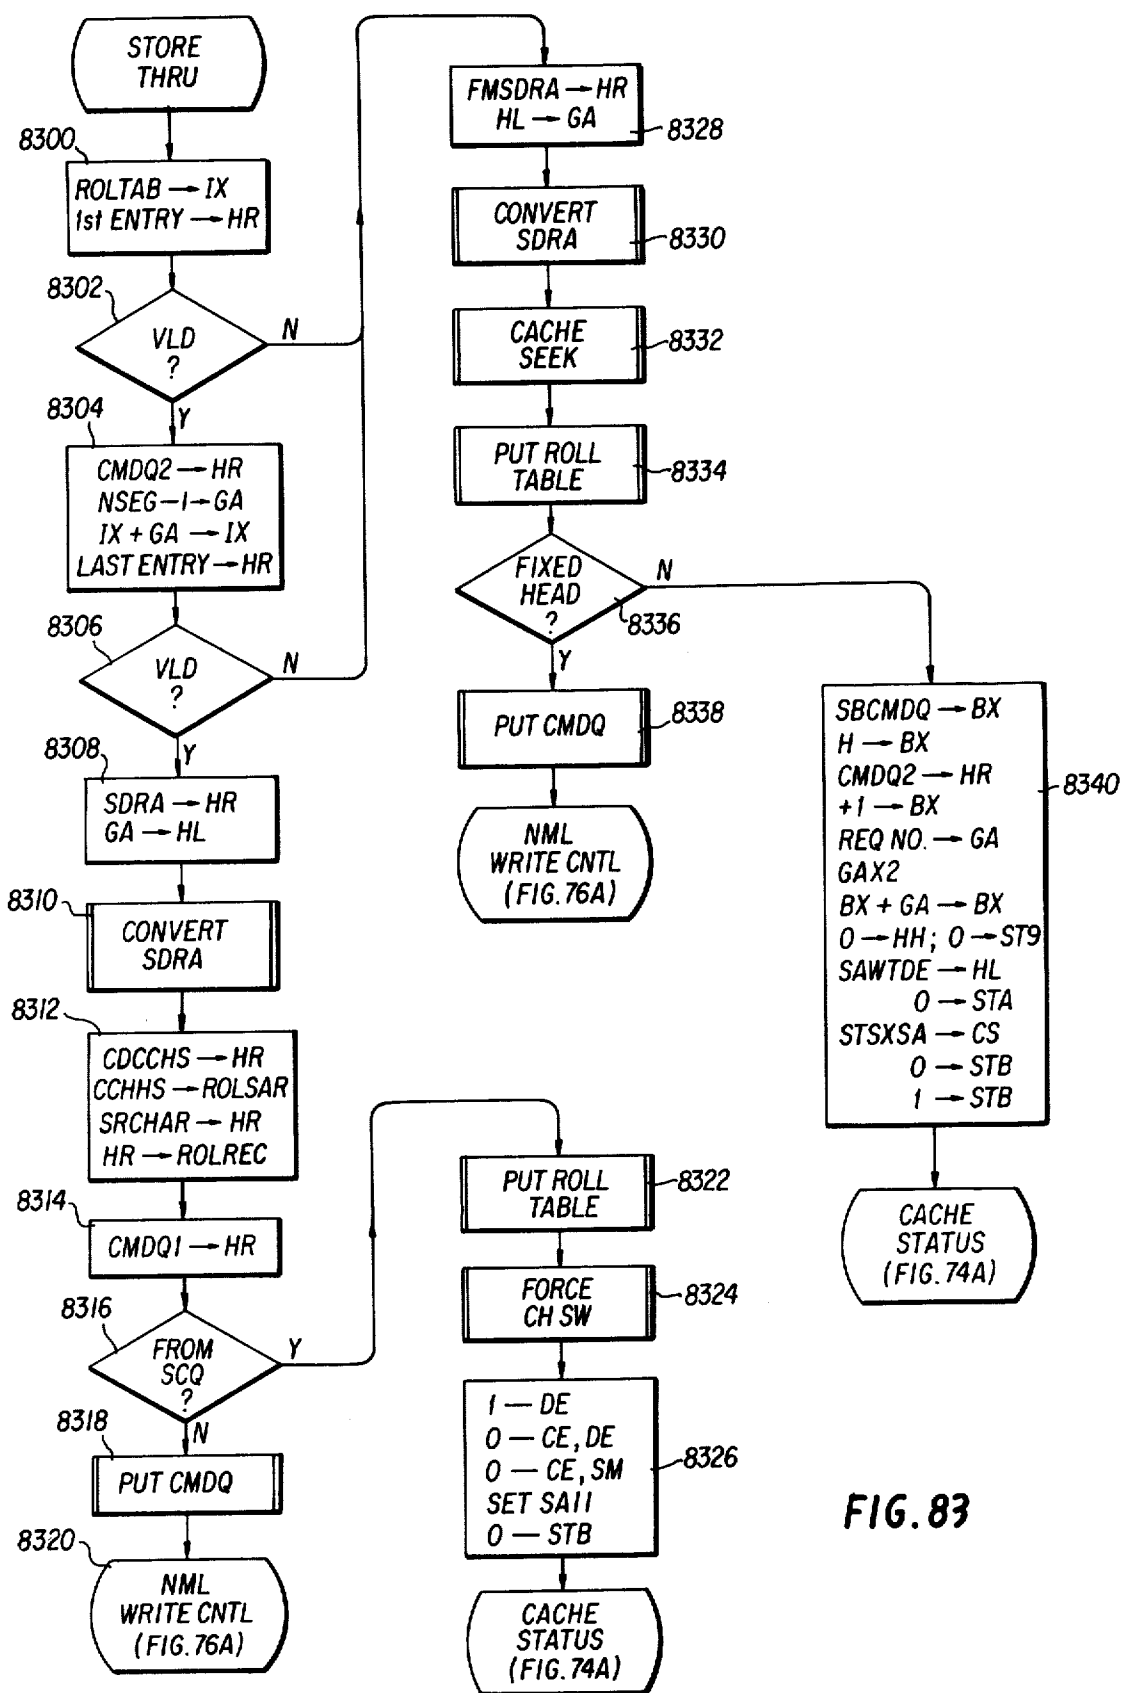 STORE
THRU
8300
ROLTAB → IX
1st ENTRY → HR
8302
VLD
?
N
Y
8304
CMDQ2 → HR
NSEG-1 → GA
IX + GA → IX
LAST ENTRY → HR
8306
VLD
?
N
Y
8308
SDRA → HR
GA → HL
8310
CONVERT
SDRA
8312
CDCCHS → HR
CCHHS → ROLSAR
SRCHAR → HR
HR → ROLREC
8314
CMDQ1 → HR
8316
FROM
SCQ
?
Y
N
8318
PUT CMDQ
8320
NML
WRITE CNTL
(FIG. 76A)
FMSDRA → HR
HL → GA
8328
CONVERT
SDRA
8330
CACHE
SEEK
8332
PUT ROLL
TABLE
8334
FIXED
HEAD
?
8336
N
Y
PUT CMDQ
8338
NML
WRITE CNTL
(FIG. 76A)
PUT ROLL
TABLE
8322
FORCE
CH SW
8324
1 — DE
0 — CE, DE
0 — CE, SM
SET SA11
0 — STB
8326
CACHE
STATUS
(FIG. 74A)
SBCMDQ → BX
H → BX
CMDQ2 → HR
+1 → BX
REQ NO. → GA
GAX2
BX + GA → BX
0 → HH; 0 → ST9
SAWTDE → HL
0 → STA
STSXSA → CS
0 → STB
1 → STB
8340
CACHE
STATUS
(FIG. 74A)
FIG. 83